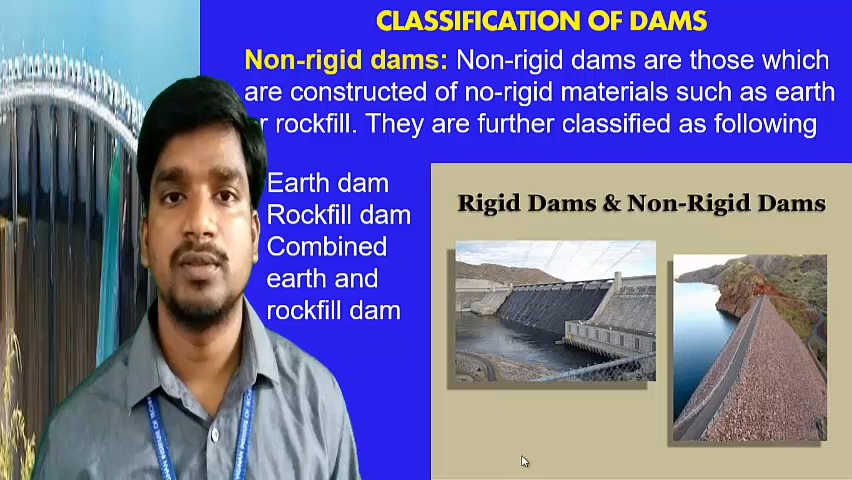 CLASSIFICATION OF DAMS
Non-rigid dams: Non-rigid dams are those which
are constructed of no-rigid materials such as earth
rockfill. They are further classified as following
Earth dam
Rockfill dam
Combined
earth and
rockfill dam
Rigid Dams & Non-Rigid Dams